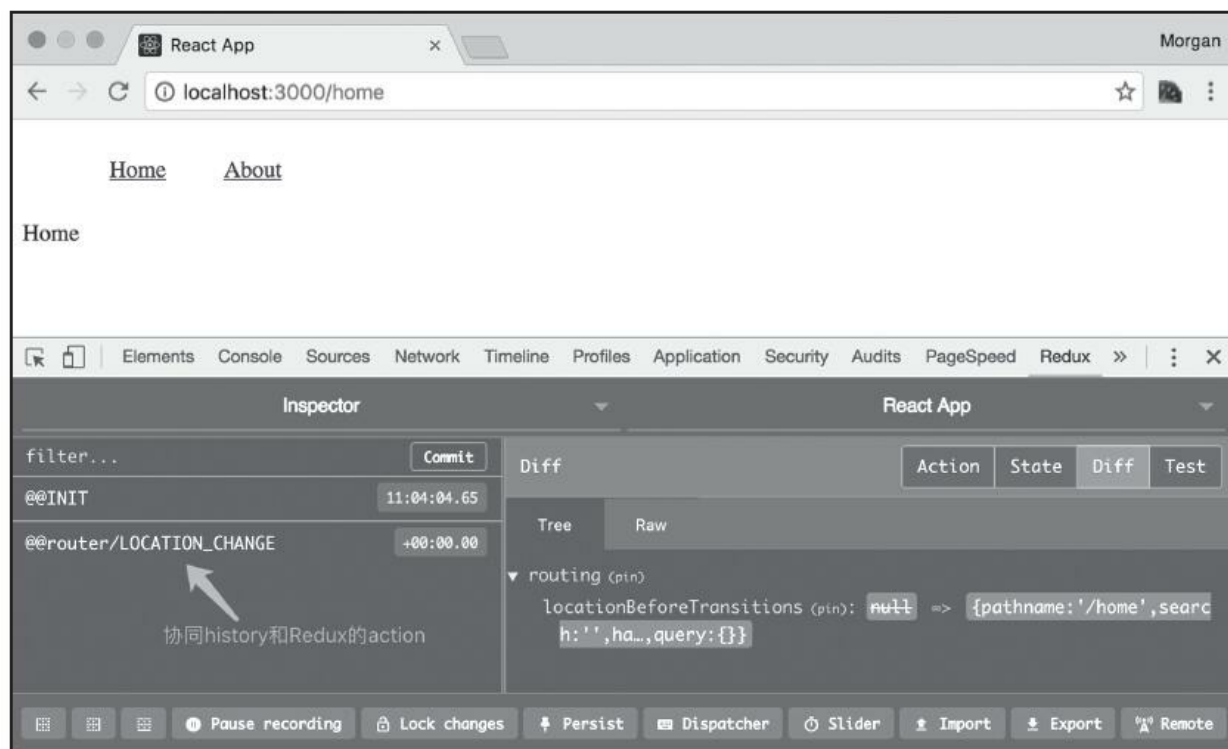 React App
Morgan
localhost:3000/home
Home About
Home
Elements Console Sources Network Timeline Profiles Application Security Audits PageSpeed Redux »
Inspector React App
filter... Commit
Diff Action State Diff Test
@@INIT 11:04:04.65
Tree Raw
@@router/LOCATION_CHANGE +00:00.00
routing (pin)
locationBeforeTransitions (pin): null => {pathname:'/home',searc
h:'',ha…,query:{}}
协同history和Redux的action
Pause recording Lock changes Persist Dispatcher Slider Import Export Remote